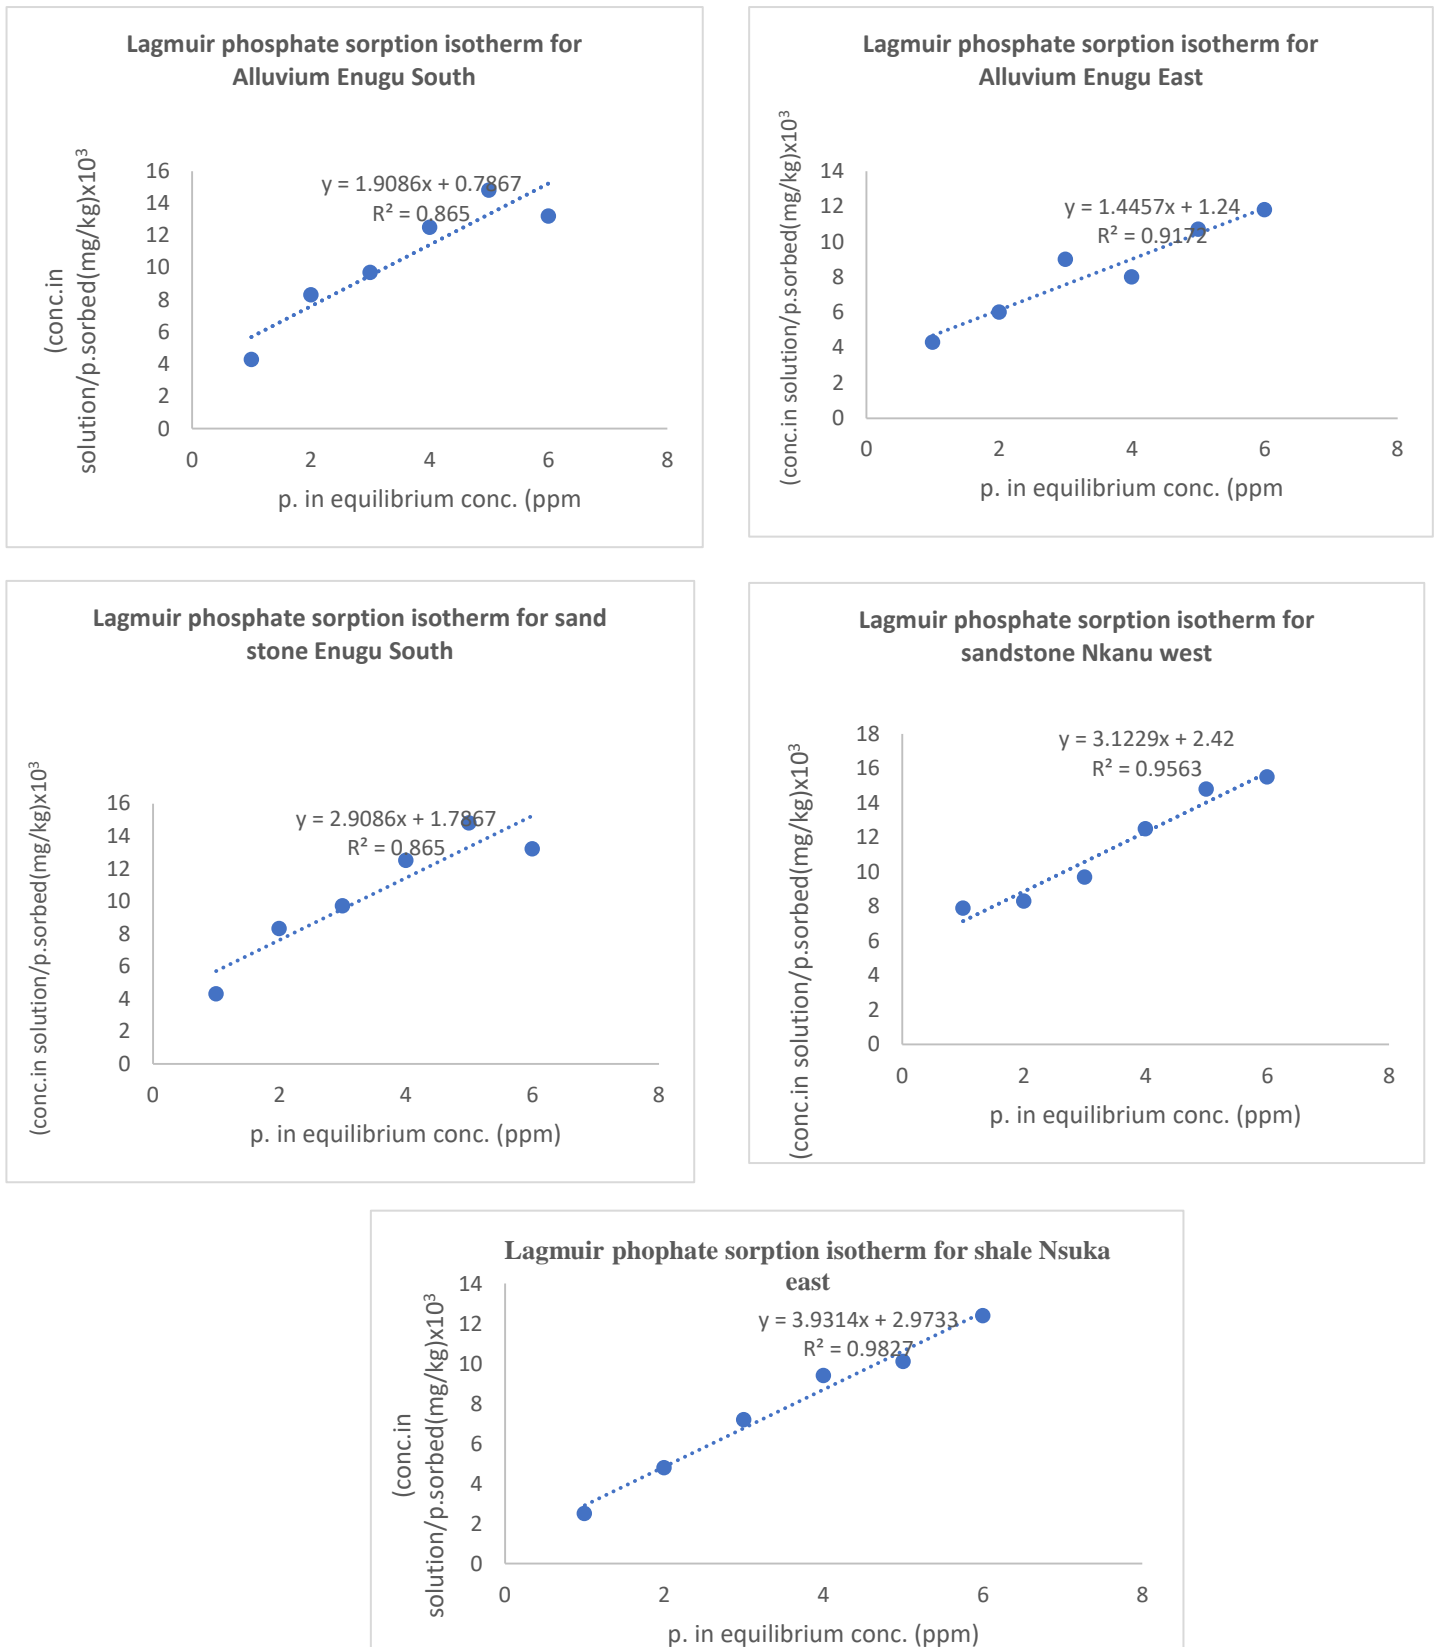 Lagmuir phosphate sorption isotherm for
Alluvium Enugu South
(conc.in
solution/p.sorbed(mg/kg)x10³
16
14
12
10
8
6
4
2
0
y = 1.9086x + 0.7867
R² = 0.865
0 2 4 6 8
p. in equilibrium conc. (ppm
Lagmuir phosphate sorption isotherm for
Alluvium Enugu East
(conc.in solution/p.sorbed(mg/kg)x10³
14
12
10
8
6
4
2
0
y = 1.4457x + 1.24
R² = 0.9172
0 2 4 6 8
p. in equilibrium conc. (ppm
Lagmuir phosphate sorption isotherm for sand
stone Enugu South
(conc.in solution/p.sorbed(mg/kg)x10³
16
14
12
10
8
6
4
2
0
y = 2.9086x + 1.7867
R² = 0.865
0 2 4 6 8
p. in equilibrium conc. (ppm)
Lagmuir phosphate sorption isotherm for
sandstone Nkanu west
(conc.in solution/p.sorbed(mg/kg)x10³
18
16
14
12
10
8
6
4
2
0
y = 3.1229x + 2.42
R² = 0.9563
0 2 4 6 8
p. in equilibrium conc. (ppm)
Lagmuir phophate sorption isotherm for shale Nsuka
east
(conc.in
solution/p.sorbed(mg/kg)x10³
14
12
10
8
6
4
2
0
y = 3.9314x + 2.9733
R² = 0.9827
0 2 4 6 8
p. in equilibrium conc. (ppm)